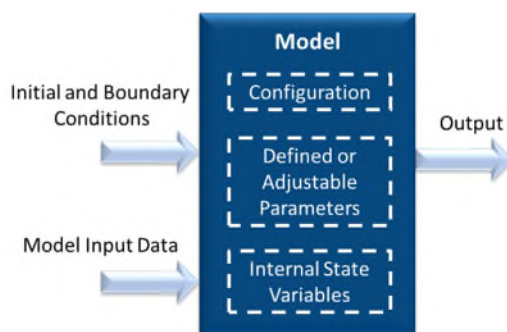 Model
Configuration
Initial and Boundary
Conditions
Defined or
Adjustable
Parameters
Output
Model Input Data
Internal State
Variables